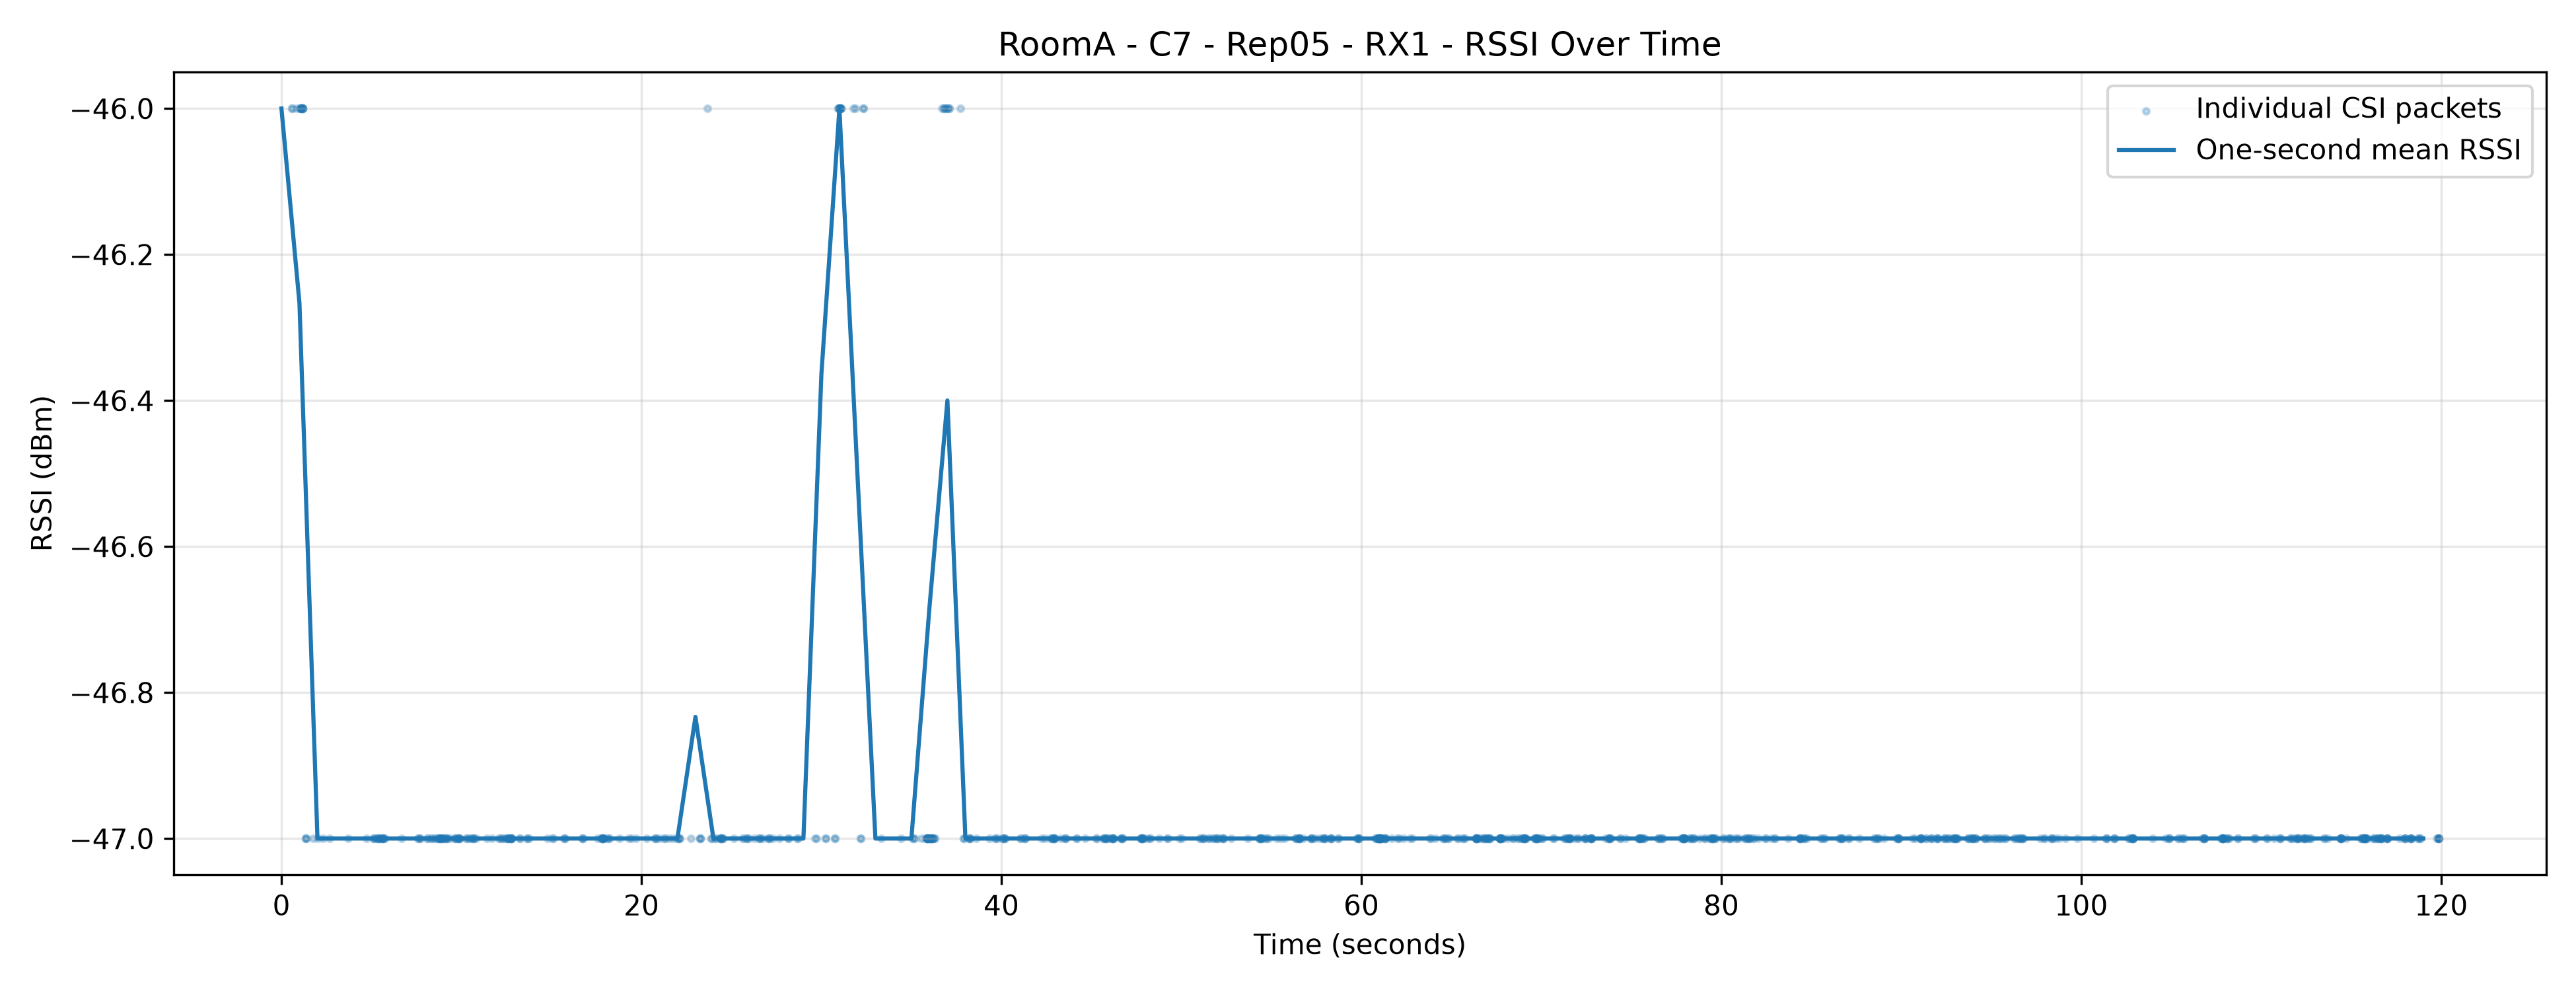 RoomA - C7 - Rep05 - RX1 - RSSI Over Time
Individual CSI packets
One-second mean RSSI
RSSI (dBm)
−46.0
−46.2
−46.4
−46.6
−46.8
−47.0
0 20 40 60 80 100 120
Time (seconds)